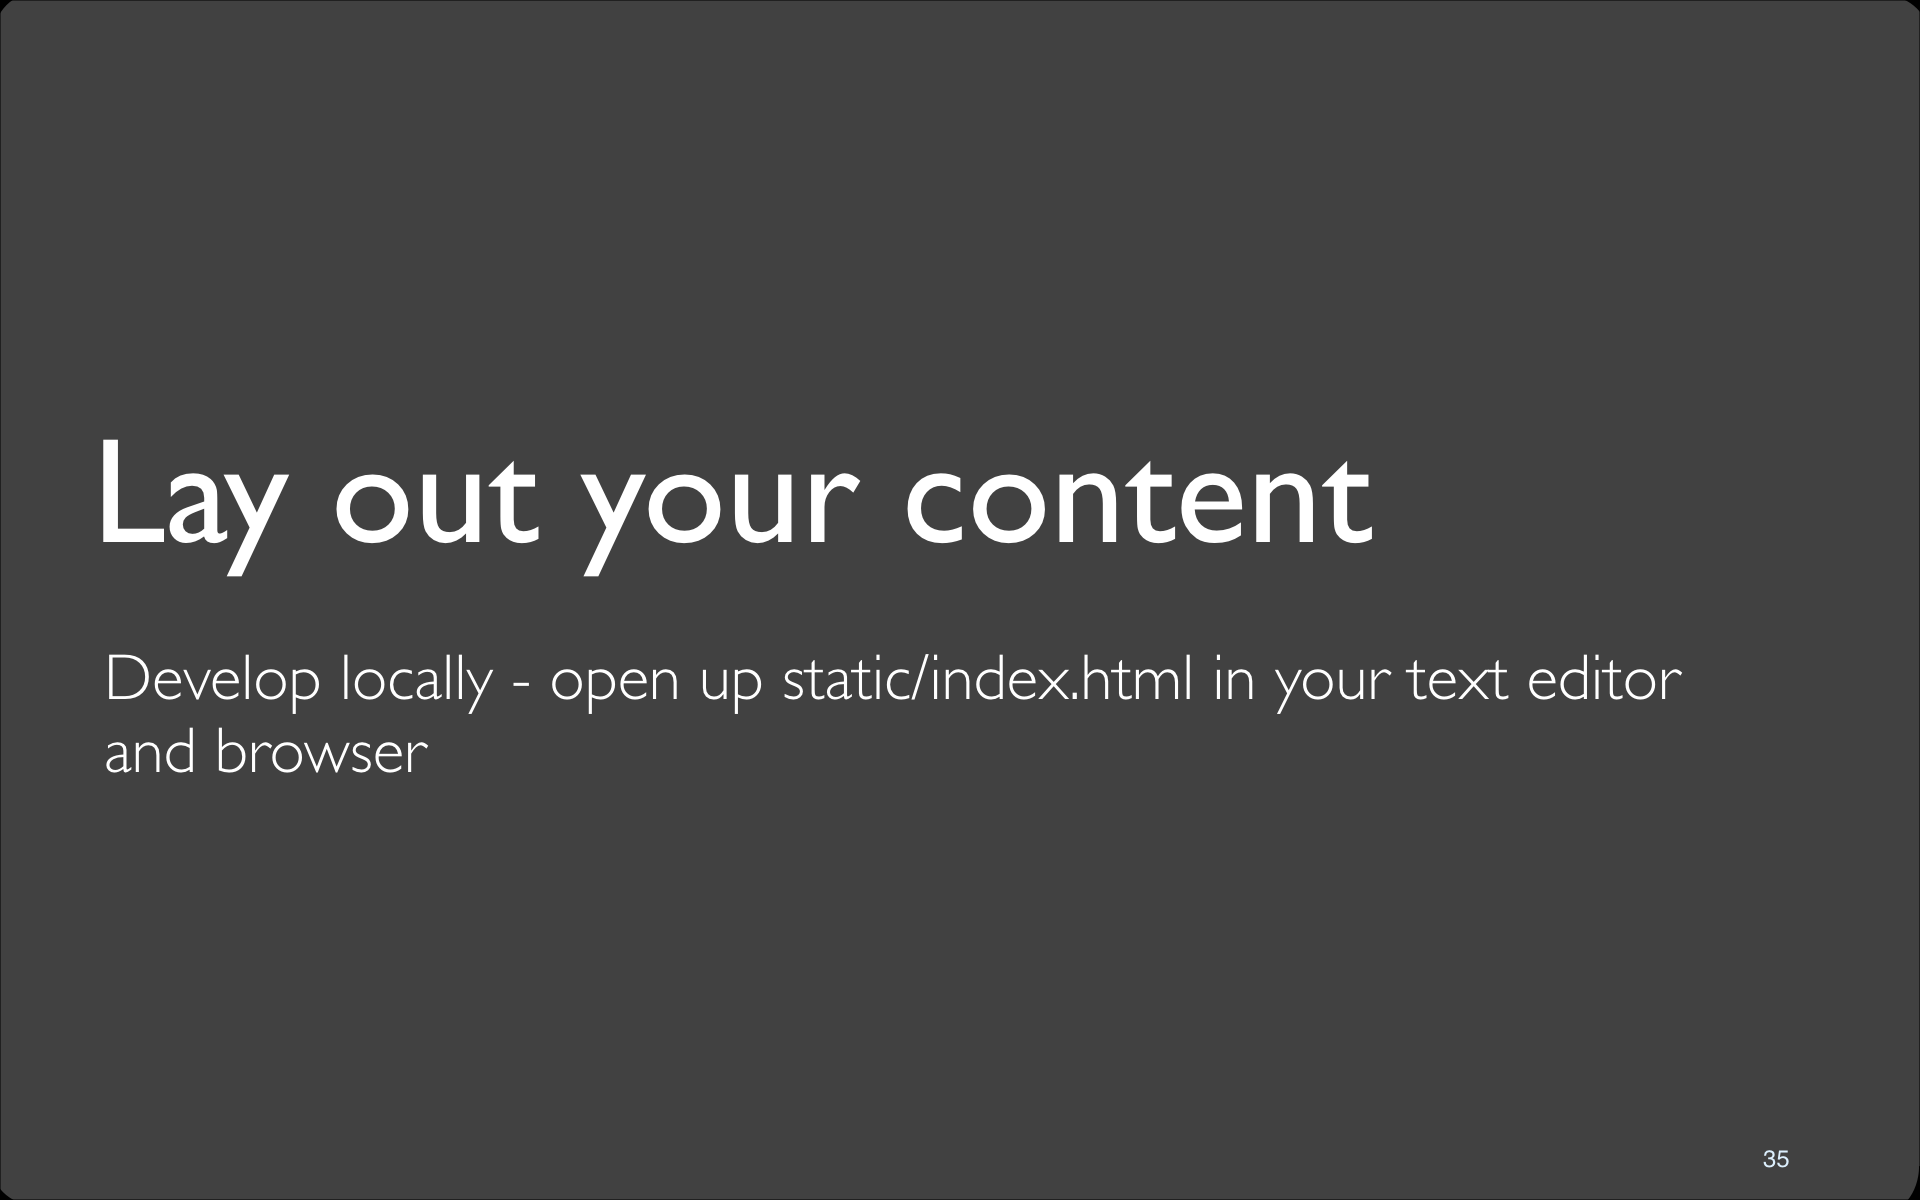 Lay out your content
Develop locally - open up static/index.html in your text editor
and browser
35